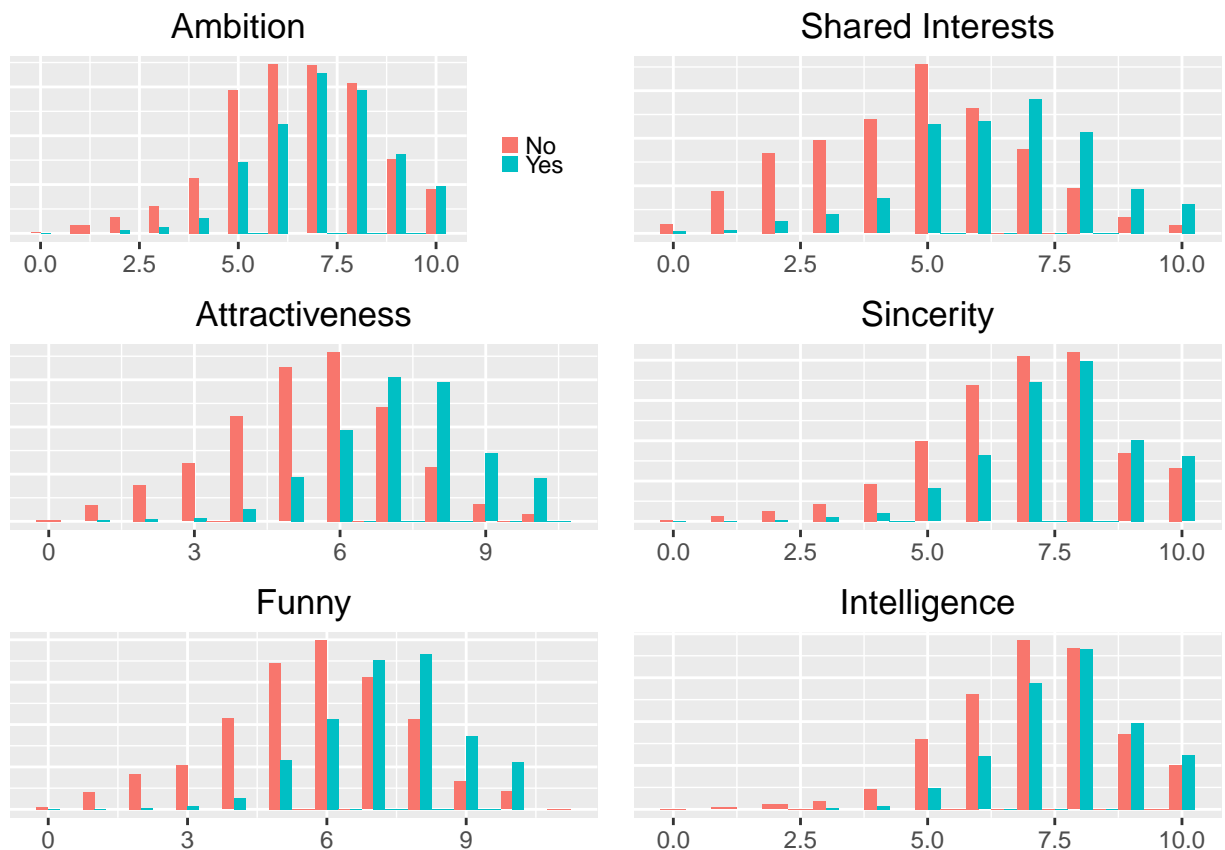 Ambition
0.0 2.5 5.0 7.5 10.0
No
Yes
Shared Interests
0.0 2.5 5.0 7.5 10.0
Attractiveness
0 3 6 9
Sincerity
0.0 2.5 5.0 7.5 10.0
Funny
0 3 6 9
Intelligence
0.0 2.5 5.0 7.5 10.0